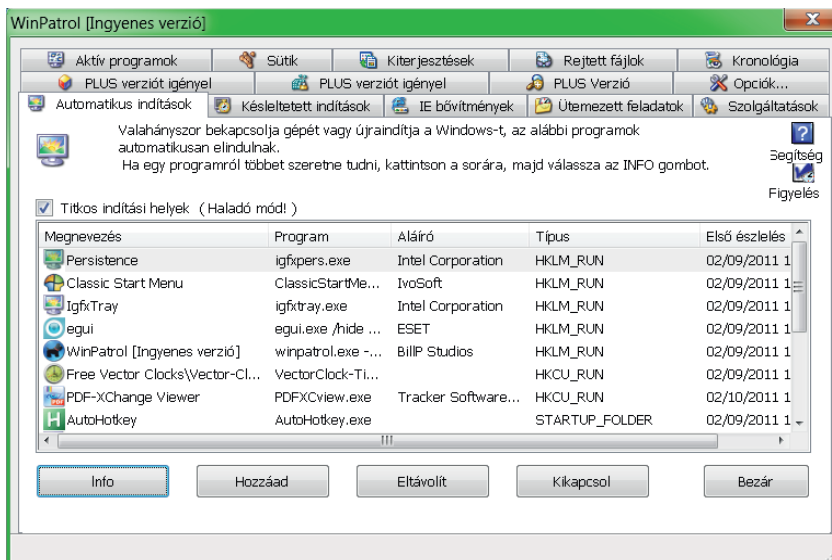 WinPatrol [Ingyenes verzió]
Aktív programok Sütik Kiterjesztések Rejtett fájlok Kronológia
PLUS verziót igényel PLUS verziót igényel PLUS Verzió Opciók...
Automatikus indítások Késleltetett indítások IE bővítmények Ütemezett feladatok Szolgáltatások
Valahányszor bekapcsolja gépét vagy újraindítja a Windows-t, az alábbi programok
automatikusan elindulnak.
Ha egy programról többet szeretne tudni, kattintson a sorára, majd válassza az INFO gombot.
Segítség
Figyelés
Titkos indítási helyek (Haladó mód! )
Megnevezés Program Aláíró Típus Első észlelés
Persistence igfxpers.exe Intel Corporation HKLM_RUN 02/09/2011 1
Classic Start Menu ClassicStartMe... IvoSoft HKLM_RUN 02/09/2011 1
IgfxTray igfxtray.exe Intel Corporation HKLM_RUN 02/09/2011 1
egui egui.exe /hide ... ESET HKLM_RUN 02/09/2011 1
WinPatrol [Ingyenes verzió] winpatrol.exe -... BillP Studios HKLM_RUN 02/09/2011 1
Free Vector Clocks\Vector-Cl... VectorClock-Ti... HKCU_RUN 02/09/2011 1
PDF-XChange Viewer PDFXCview.exe Tracker Software... HKCU_RUN 02/10/2011 1
AutoHotkey AutoHotkey.exe STARTUP_FOLDER 02/09/2011 1
Info Hozzáad Eltávolít Kikapcsol Bezár